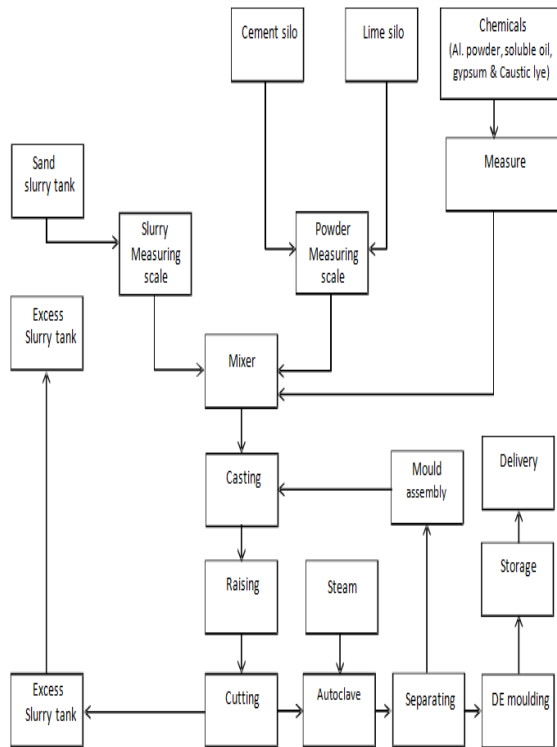 Cement silo
Lime silo
Chemicals
(Al. powder, soluble oil,
gypsum & Caustic lye)
Sand
slurry tank
Measure
Slurry
Measuring
scale
Powder
Measuring
scale
Excess
Slurry tank
Mixer
Casting
Mould
assembly
Delivery
Raising
Steam
Storage
Excess
Slurry tank
Cutting
Autoclave
Separating
DE moulding